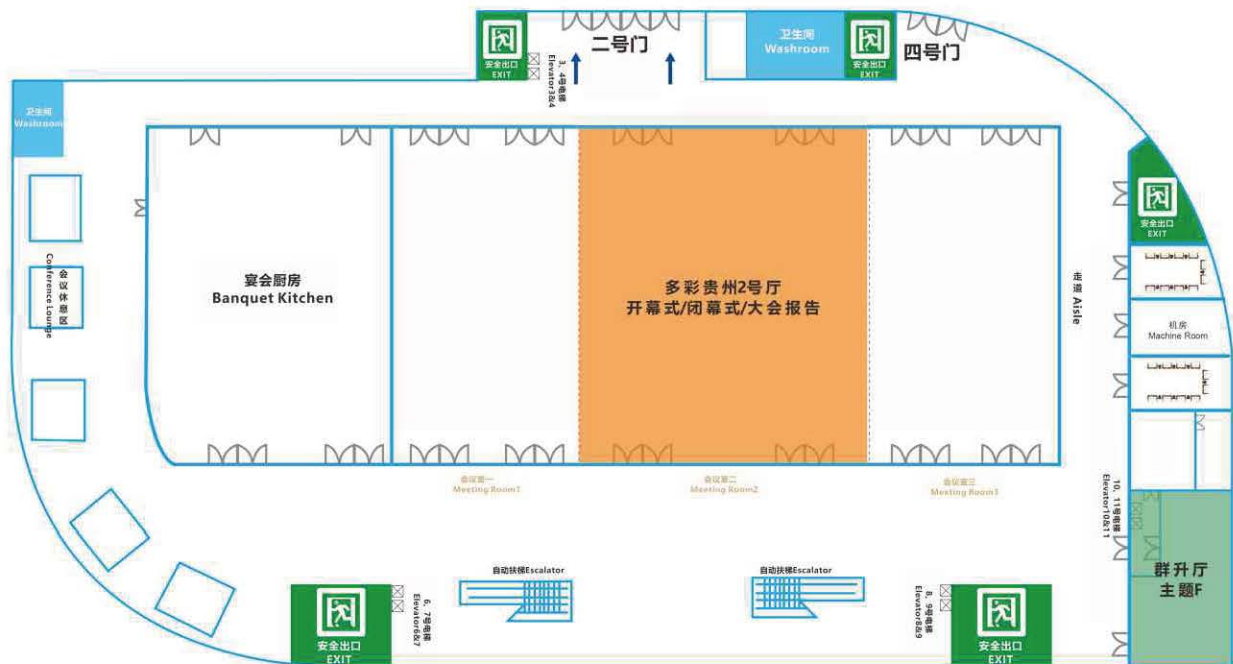 安全出口
EXIT
3、4号电梯
Elevator3&4
二号门
卫生间
Washroom
安全出口
EXIT
四号门
卫生间
Washroom
安全出口
EXIT
会议休息区
Conference Lounge
宴会厨房
Banquet Kitchen
多彩贵州2号厅
开幕式/闭幕式/大会报告
走道 Aisle
机房
Machine Room
会议室一
Meeting Room1
会议室二
Meeting Room2
会议室三
Meeting Room3
10、11号电梯
Elevator10&11
群升厅
主题F
自动扶梯Escalator
自动扶梯Escalator
安全出口
EXIT
6、7号电梯
Elevator6&7
8、9号电梯
Elevator8&9
安全出口
EXIT